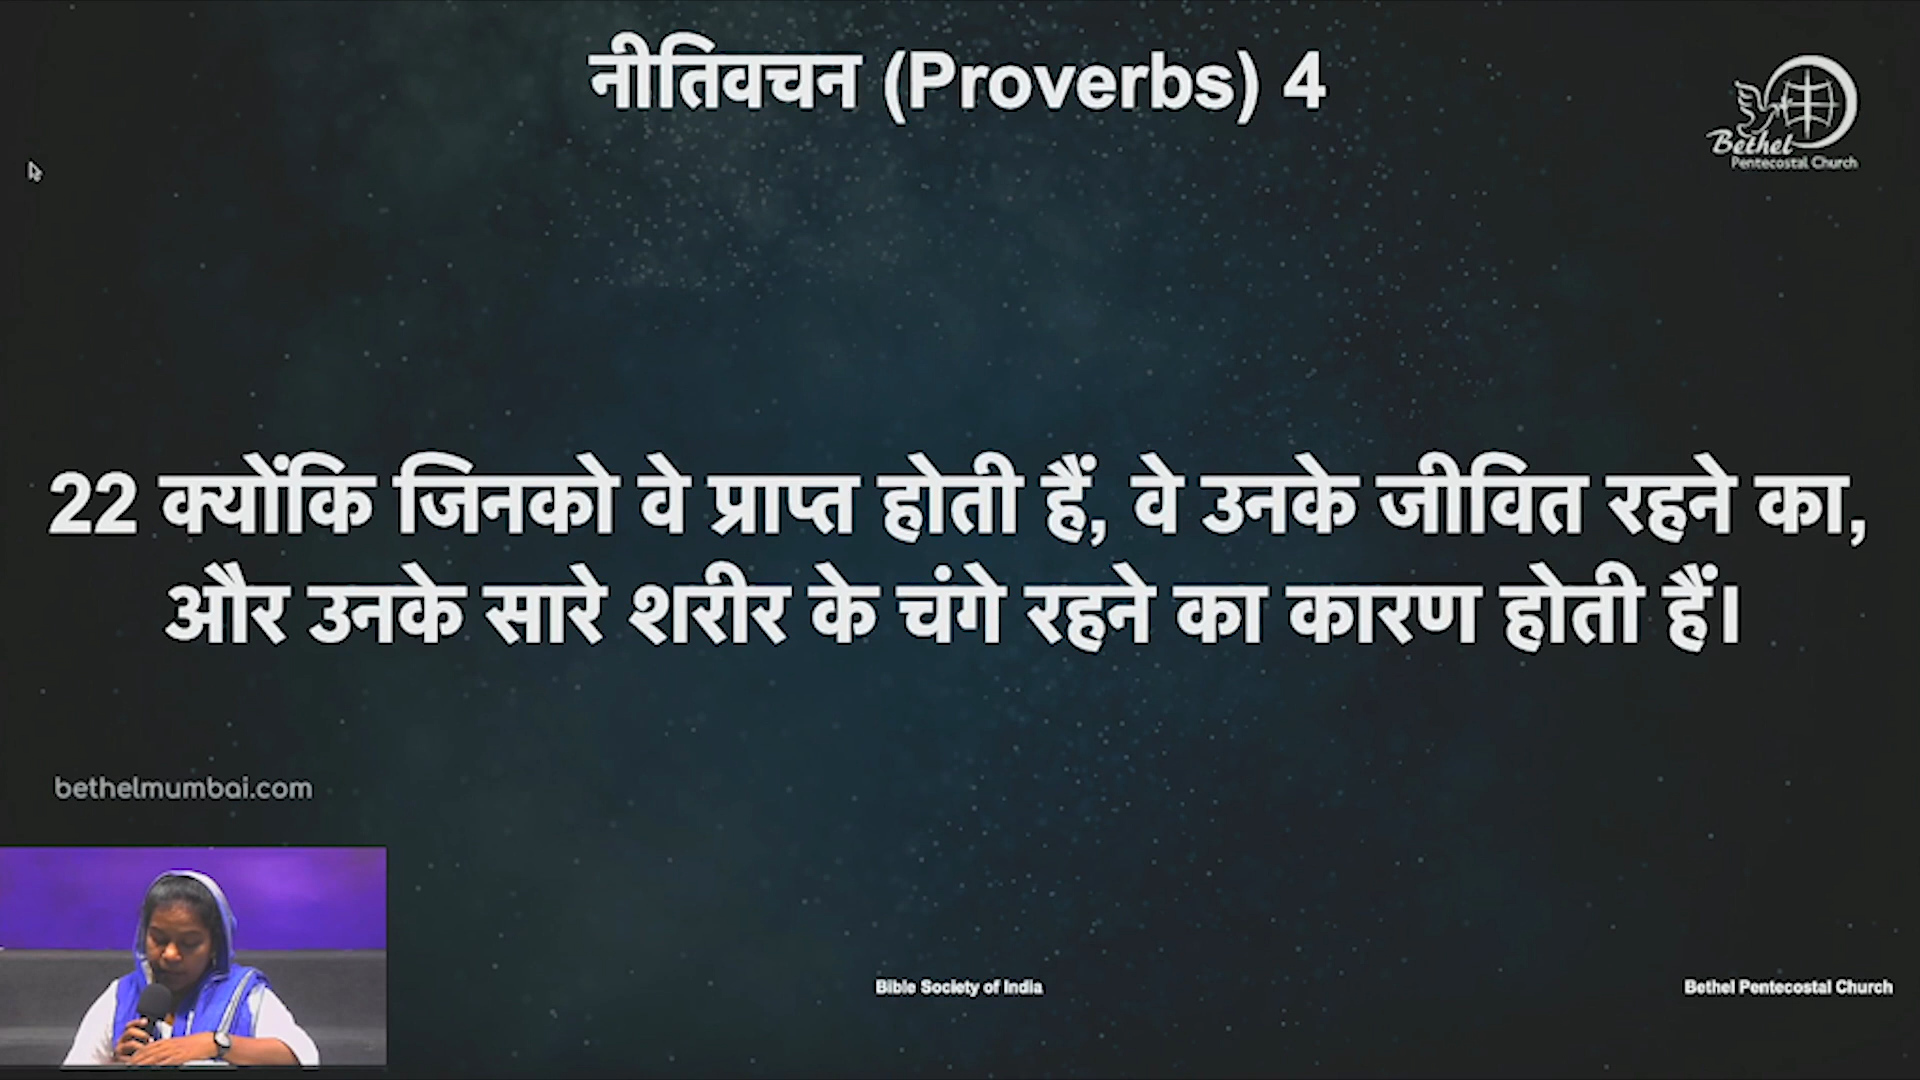 नीतिवचन (Proverbs) 4
Bethel
Pentecostal Church
22 क्योंकि जिनको वे प्राप्त होती हैं, वे उनके जीवित रहने का,
और उनके सारे शरीर के चंगे रहने का कारण होती हैं।
bethelmumbai.com
Bible Society of India
Bethel Pentecostal Church